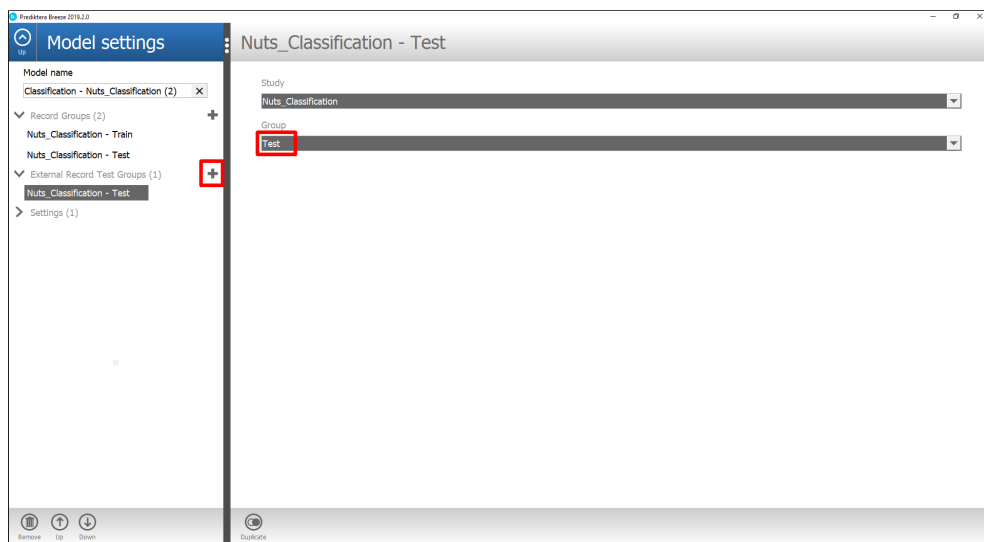 Prediktera Breeze 2019.2.0
Up
Model settings
Nuts_Classification - Test
Model name
Classification - Nuts_Classification (2)
Record Groups (2)
Nuts_Classification - Train
Nuts_Classification - Test
External Record Test Groups (1)
Nuts_Classification - Test
Settings (1)
Study
Nuts_Classification
Group
Test
Remove
Up
Down
Duplicate